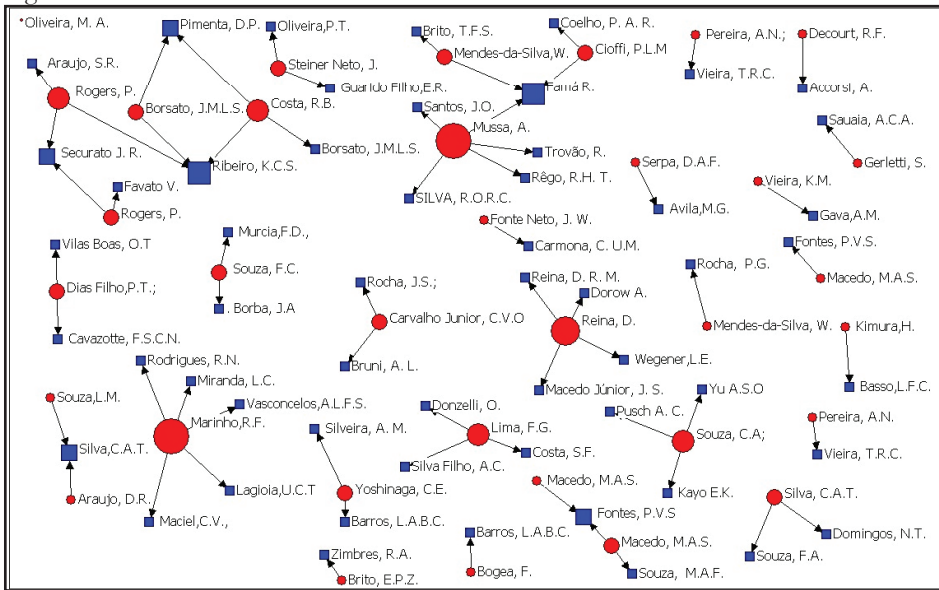 Oliveira, M. A.
Pimenta, D.P.
Oliveira,P.T.
Brito, T.F.S.
Coelho, P. A. R.
Pereira, A.N.;
Decourt, R.F.
Araujo, S.R.
Steiner Neto, J.
Mendes-da-Silva,W.
Cioffi, P.L.M
Vieira, T.R.C.
Accorsi, A.
Rogers, P.
Borsato, J.M.L.S.
Costa, R.B.
Guarido Filho,E.R.
Famá R.
Santos, J.O.
Mussa, A.
Sauaia, A.C.A.
Securato J. R.
Ribeiro, K.C.S.
Borsato, J.M.L.S.
Trovão, R.
Gerletti, S.
Favato V.
Rêgo, R.H. T.
Serpa, D.A.F.
Vieira, K.M.
Rogers, P.
SILVA, R.O.R.C.
Avila,M.G.
Gava,A.M.
Fonte Neto, J. W.
Vilas Boas, O.T
Murcia,F.D.,
Carmona, C. U.M.
Fontes, P.V.S.
Souza, F.C.
Rocha, J.S.;
Reina, D. R. M.
Rocha, P.G.
Macedo, M.A.S.
Dias Filho,P.T.;
Dorow A.
Borba, J.A
Carvalho Junior, C.V.O
Reina, D.
Mendes-da-Silva, W.
Kimura,H.
Cavazotte, F.S.C.N.
Rodrigues, R.N.
Bruni, A. L.
Wegener,L.E.
Miranda, L.C.
Macedo Júnior, J. S.
Yu A.S.O
Basso,L.F.C.
Souza,L.M.
Vasconcelos,A.L.F.S.
Donzelli, O.
Pusch A. C.
Marinho,R.F.
Silveira, A. M.
Lima, F.G.
Souza, C.A;
Pereira, A.N.
Silva,C.A.T.
Costa, S.F.
Vieira, T.R.C.
Silva Filho, A.C.
Araujo, D.R.
Lagioia,U.C.T
Yoshinaga, C.E.
Macedo, M.A.S.
Kayo E.K.
Silva, C.A.T.
Maciel,C.V.,
Barros, L.A.B.C.
Fontes, P.V.S
Barros, L.A.B.C.
Domingos, N.T.
Zimbres, R.A.
Macedo, M.A.S.
Souza, F.A.
Brito, E.P.Z.
Bogea, F.
Souza, M.A.F.